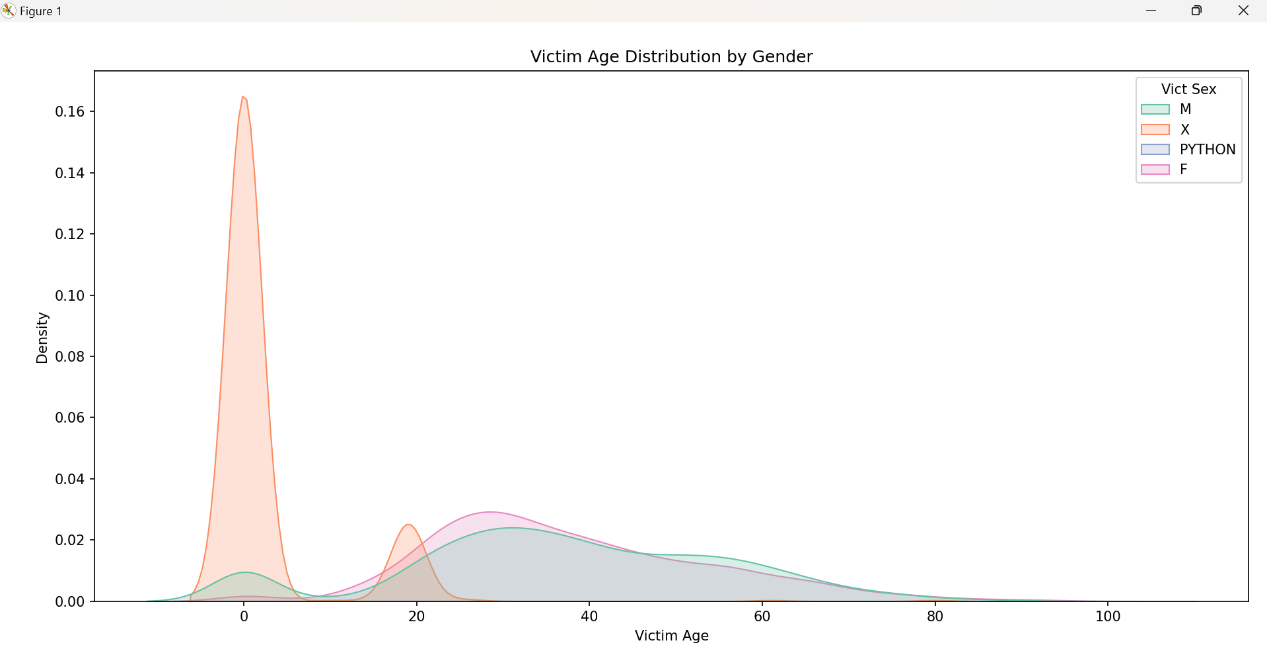 Figure 1
Victim Age Distribution by Gender
Vict Sex
M
X
PYTHON
F
0.16
0.14
0.12
0.10
0.08
0.06
0.04
0.02
0.00
Density
0 20 40 60 80 100
Victim Age